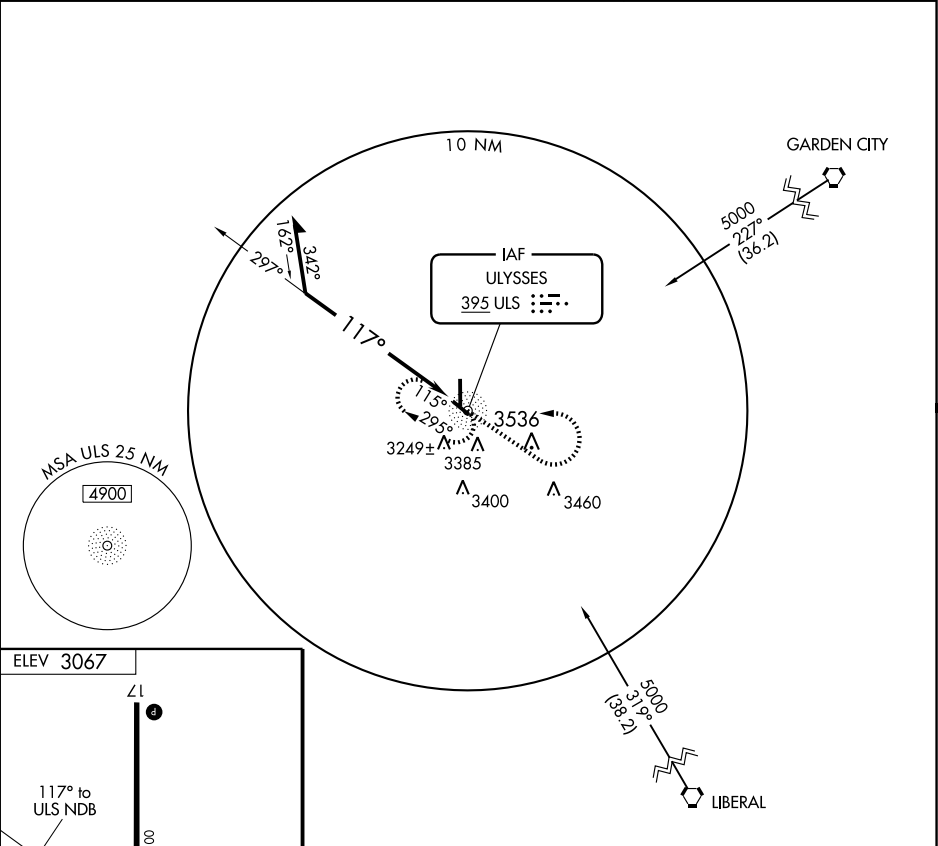 10 NM
GARDEN CITY
5000
227°
(36.2)
IAF
ULYSSES
395 ULS
162°
342°
297°
117°
115°
295°
3536
3249±
3385
3400
3460
MSA ULS 25 NM
4900
5000
319°
(38.2)
LIBERAL
ELEV 3067
17
P
117° to
ULS NDB
00